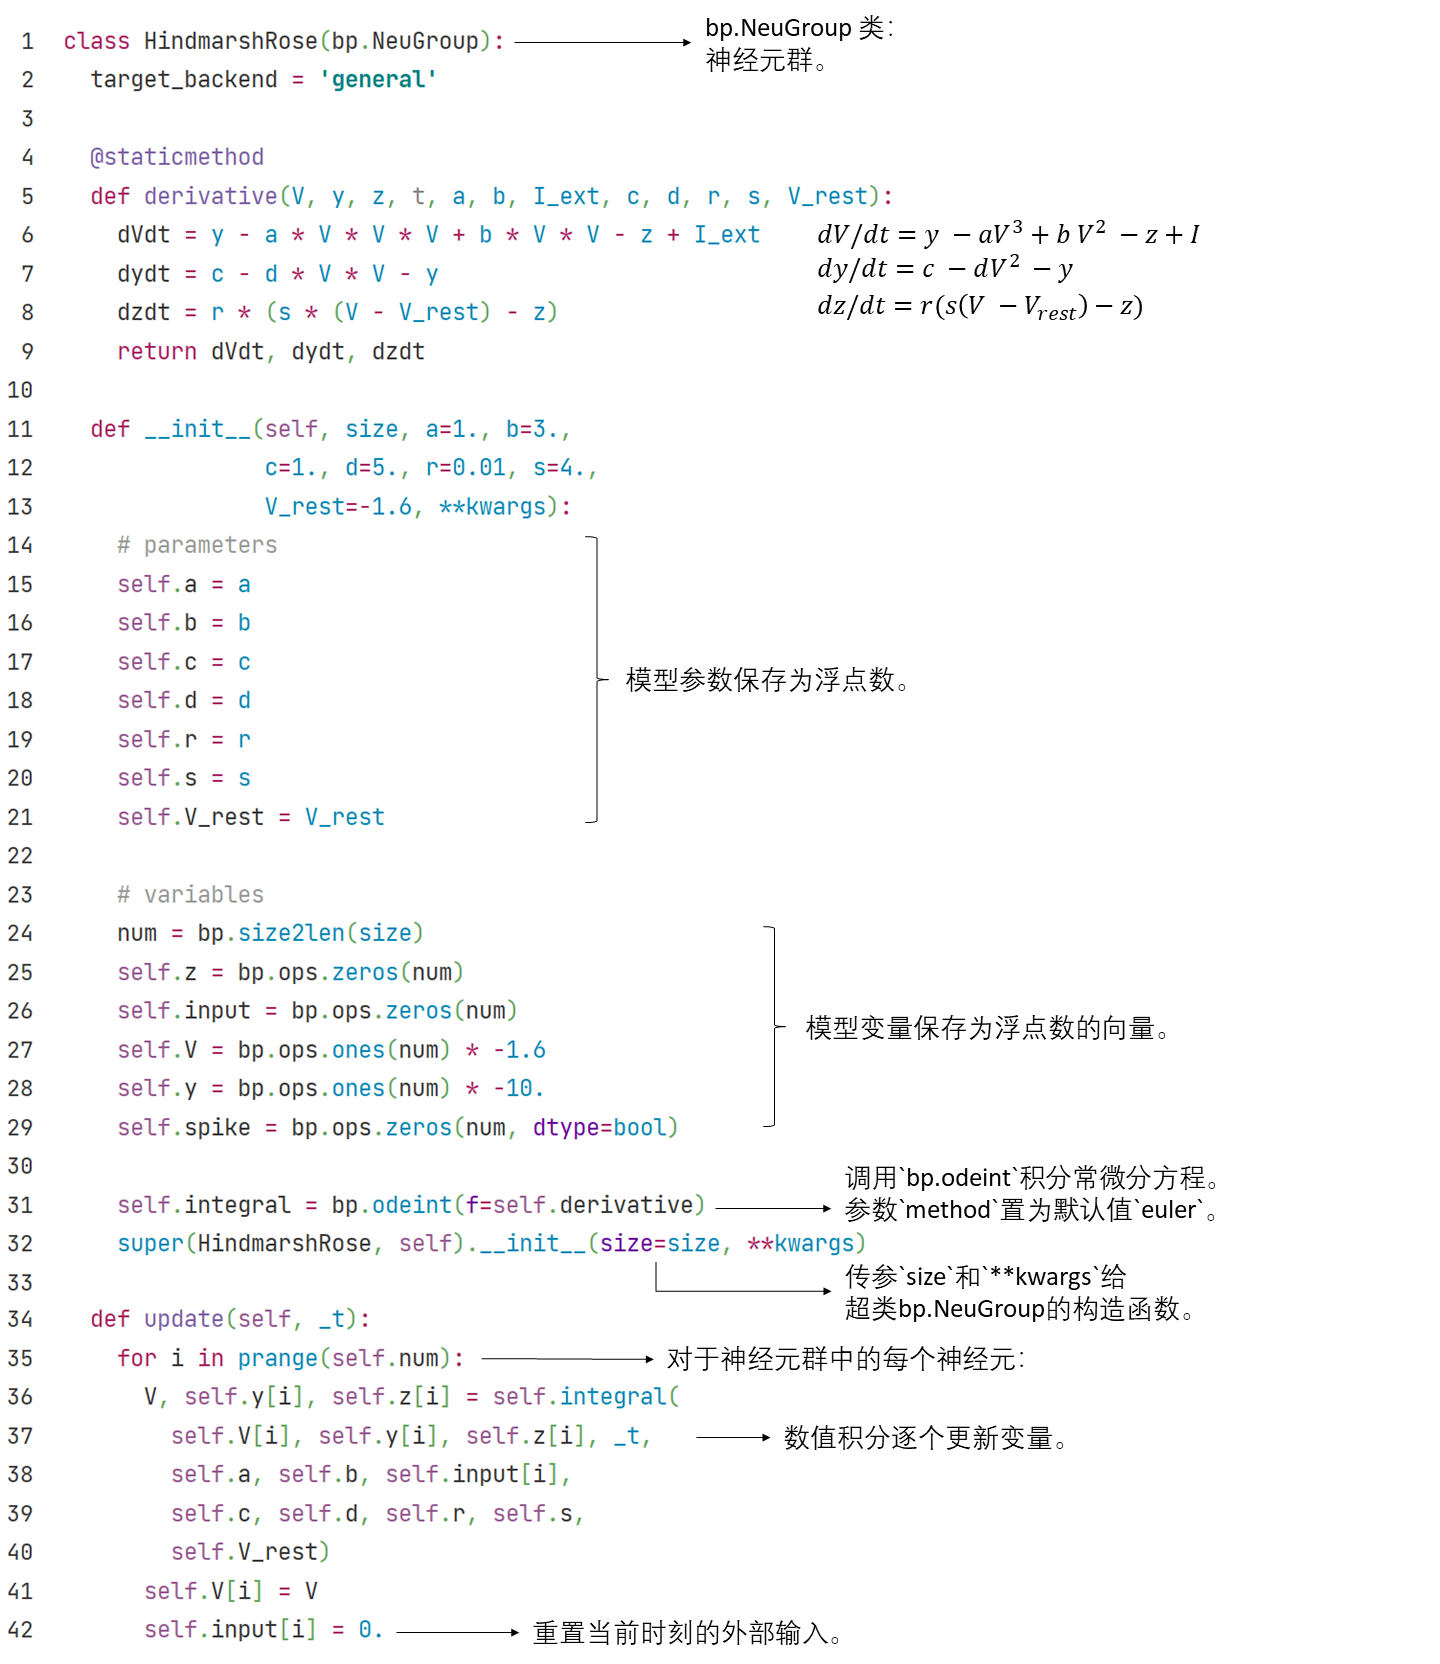 1 class HindmarshRose(bp.NeuGroup): bp.NeuGroup 类：
神经元群。
2 target_backend = 'general'
3
4 @staticmethod
5 def derivative(V, y, z, t, a, b, I_ext, c, d, r, s, V_rest):
6 dVdt = y - a * V * V * V + b * V * V - z + I_ext dV/dt = y − aV³ + b V² − z + I
7 dydt = c - d * V * V - y dy/dt = c − dV² − y
8 dzdt = r * (s * (V - V_rest) - z) dz/dt = r(s(V − V_rest) − z)
9 return dVdt, dydt, dzdt
10
11 def __init__(self, size, a=1., b=3.,
12 c=1., d=5., r=0.01, s=4.,
13 V_rest=-1.6, **kwargs):
14 # parameters
15 self.a = a
16 self.b = b
17 self.c = c
模型参数保存为浮点数。
18 self.d = d
19 self.r = r
20 self.s = s
21 self.V_rest = V_rest
22
23 # variables
24 num = bp.size2len(size)
25 self.z = bp.ops.zeros(num)
26 self.input = bp.ops.zeros(num)
模型变量保存为浮点数的向量。
27 self.V = bp.ops.ones(num) * -1.6
28 self.y = bp.ops.ones(num) * -10.
29 self.spike = bp.ops.zeros(num, dtype=bool)
30
调用`bp.odeint`积分常微分方程。
31 self.integral = bp.odeint(f=self.derivative) 参数`method`置为默认值`euler`。
32 super(HindmarshRose, self).__init__(size=size, **kwargs)
33 传参`size`和`**kwargs`给
超类bp.NeuGroup的构造函数。
34 def update(self, _t):
35 for i in prange(self.num): 对于神经元群中的每个神经元：
36 V, self.y[i], self.z[i] = self.integral(
37 self.V[i], self.y[i], self.z[i], _t, 数值积分逐个更新变量。
38 self.a, self.b, self.input[i],
39 self.c, self.d, self.r, self.s,
40 self.V_rest)
41 self.V[i] = V
42 self.input[i] = 0. 重置当前时刻的外部输入。